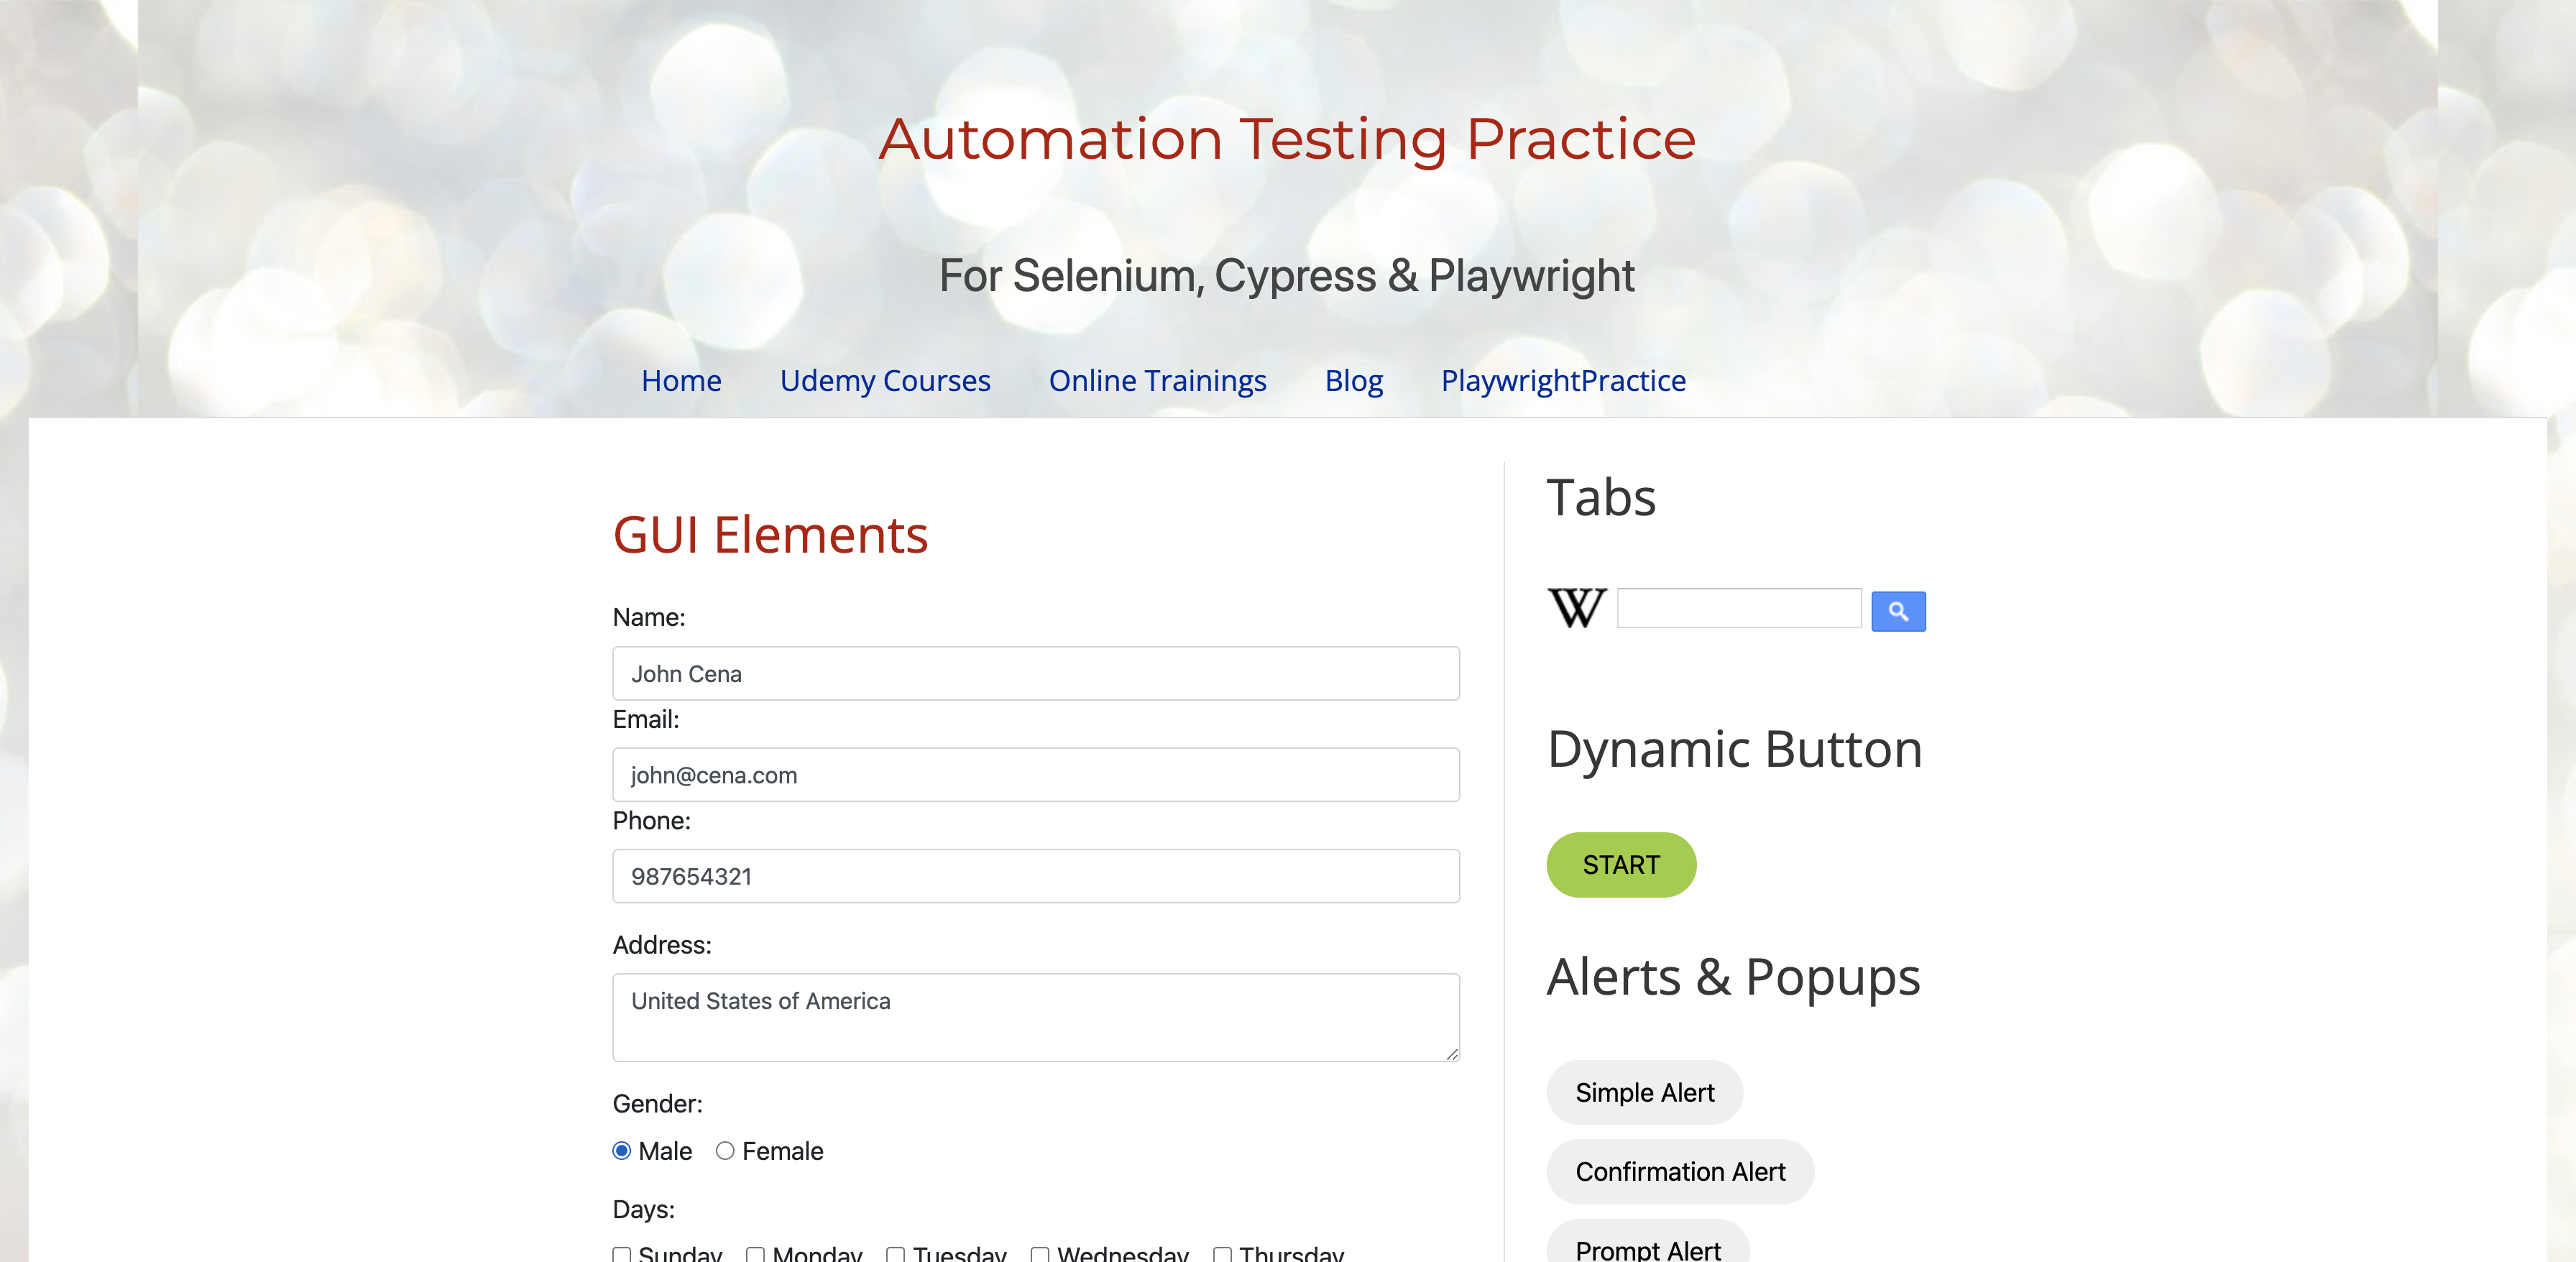 Automation Testing Practice
For Selenium, Cypress & Playwright
Home Udemy Courses Online Trainings Blog PlaywrightPractice
GUI Elements
Name:
John Cena
Email:
john@cena.com
Phone:
987654321
Address:
United States of America
Gender:
Male Female
Days:
Sunday Monday Tuesday Wednesday Thursday
Tabs
W
Dynamic Button
START
Alerts & Popups
Simple Alert
Confirmation Alert
Prompt Alert